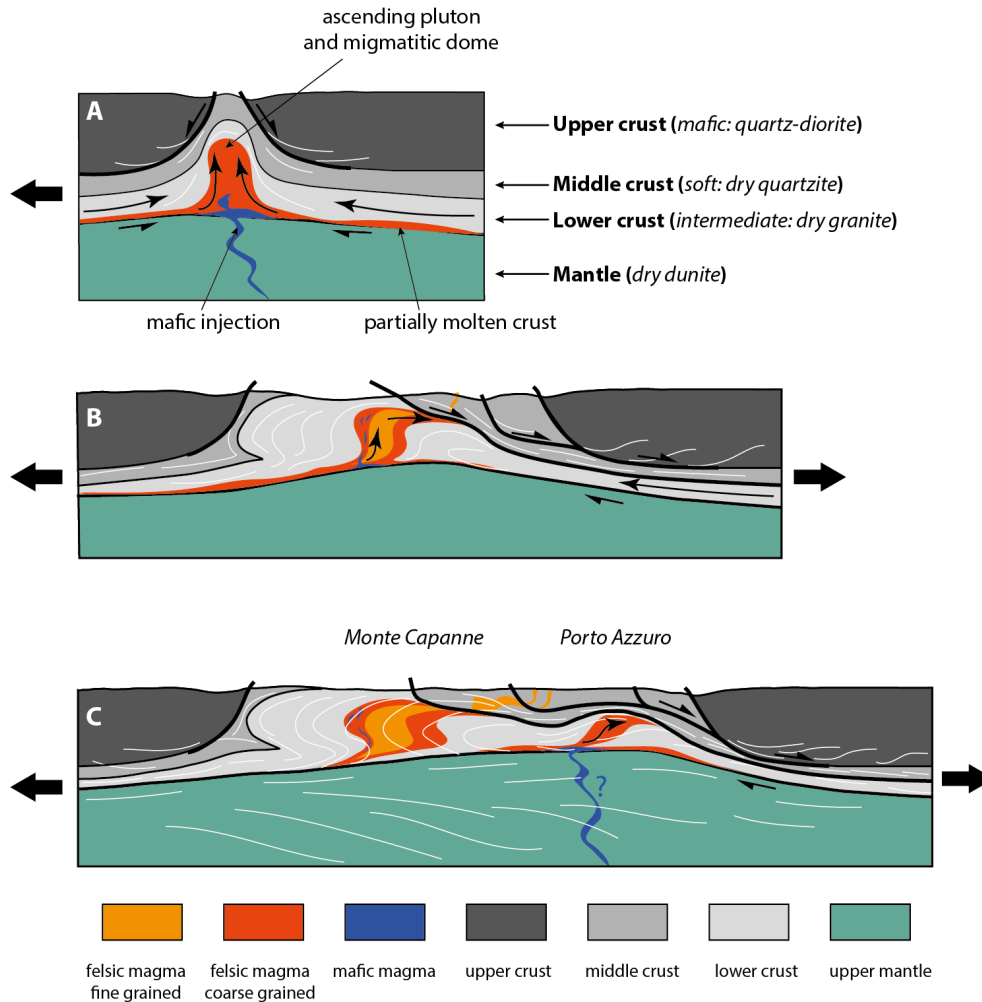 ascending pluton
and migmatitic dome
A
Upper crust (mafic: quartz-diorite)
Middle crust (soft: dry quartzite)
Lower crust (intermediate: dry granite)
Mantle (dry dunite)
mafic injection
partially molten crust
B
Monte Capanne
Porto Azzuro
C
?
felsic magma
fine grained
felsic magma
coarse grained
mafic magma
upper crust
middle crust
lower crust
upper mantle